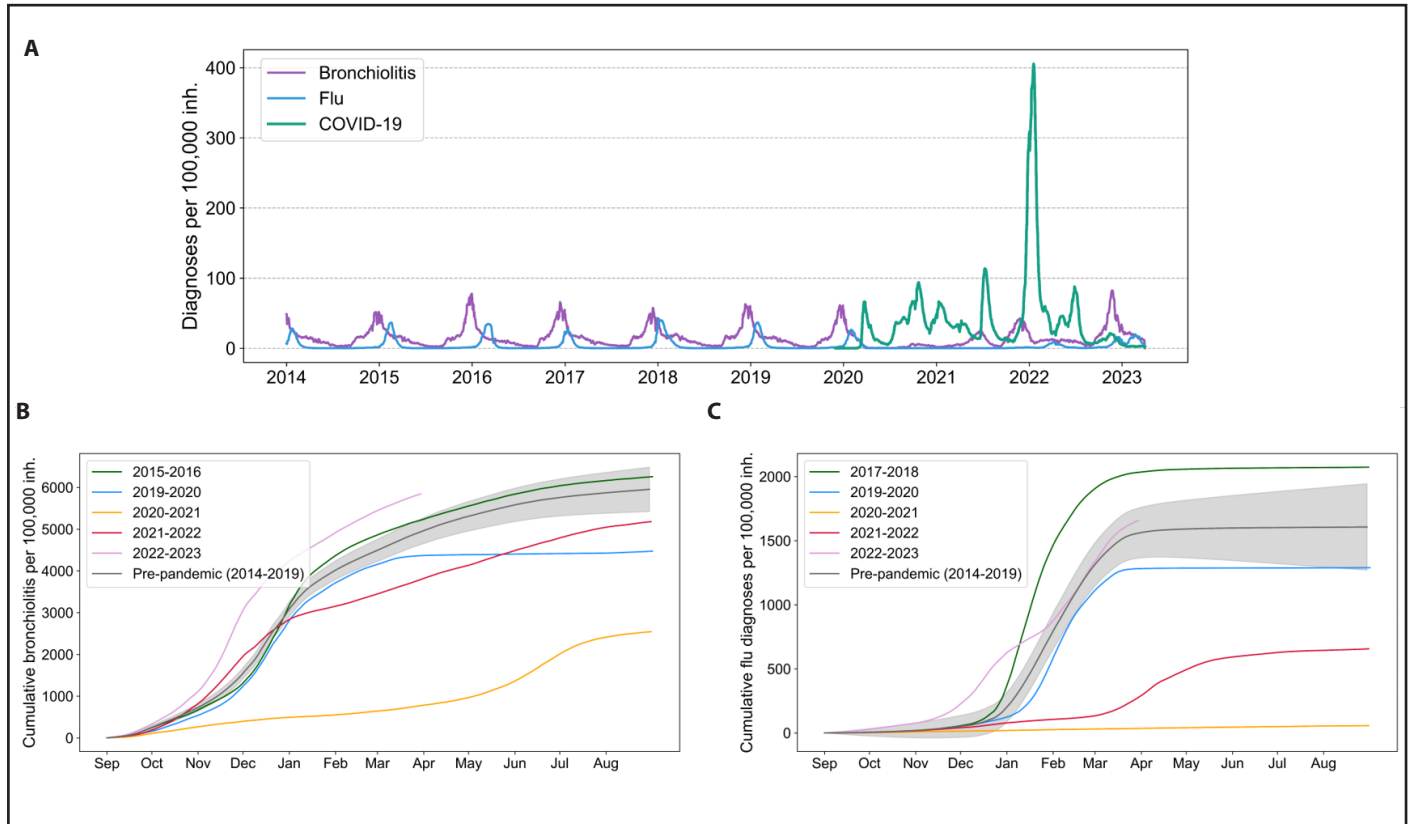 A
Diagnoses per 100,000 inh.
400
300
200
100
0
Bronchiolitis
Flu
COVID-19
2014 2015 2016 2017 2018 2019 2020 2021 2022 2023
B
Cumulative bronchiolitis per 100,000 inh.
6000
5000
4000
3000
2000
1000
0
2015-2016
2019-2020
2020-2021
2021-2022
2022-2023
Pre-pandemic (2014-2019)
Sep Oct Nov Dec Jan Feb Mar Apr May Jun Jul Aug
C
Cumulative flu diagnoses per 100,000 inh.
2000
1500
1000
500
0
2017-2018
2019-2020
2020-2021
2021-2022
2022-2023
Pre-pandemic (2014-2019)
Sep Oct Nov Dec Jan Feb Mar Apr May Jun Jul Aug